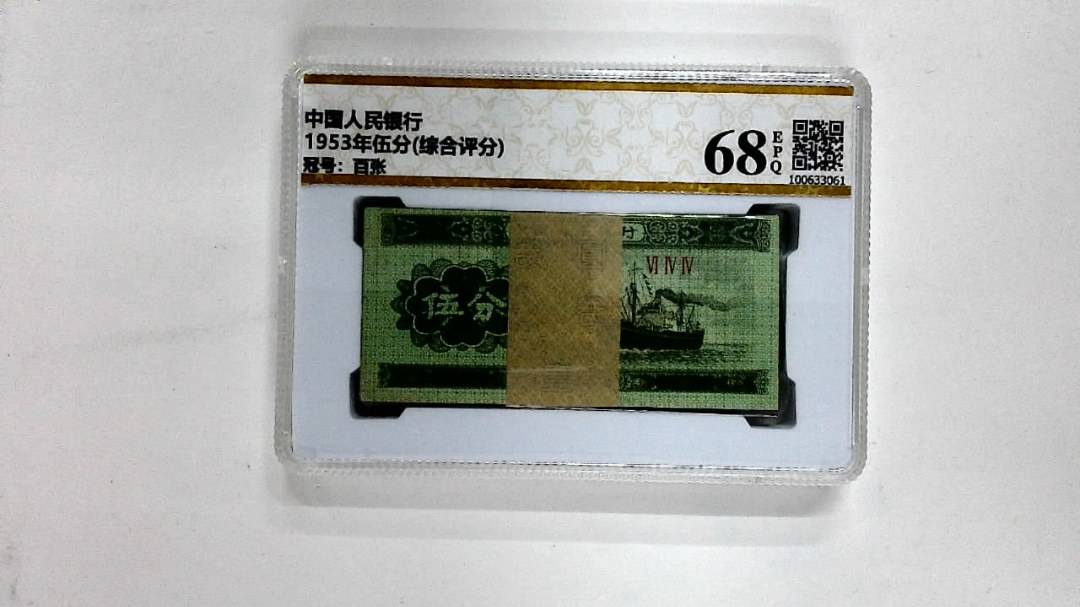 中国人民银行
1953年伍分(综合评分)
冠号：百张
68
EPQ
100633061
行
VI IV IV
伍分